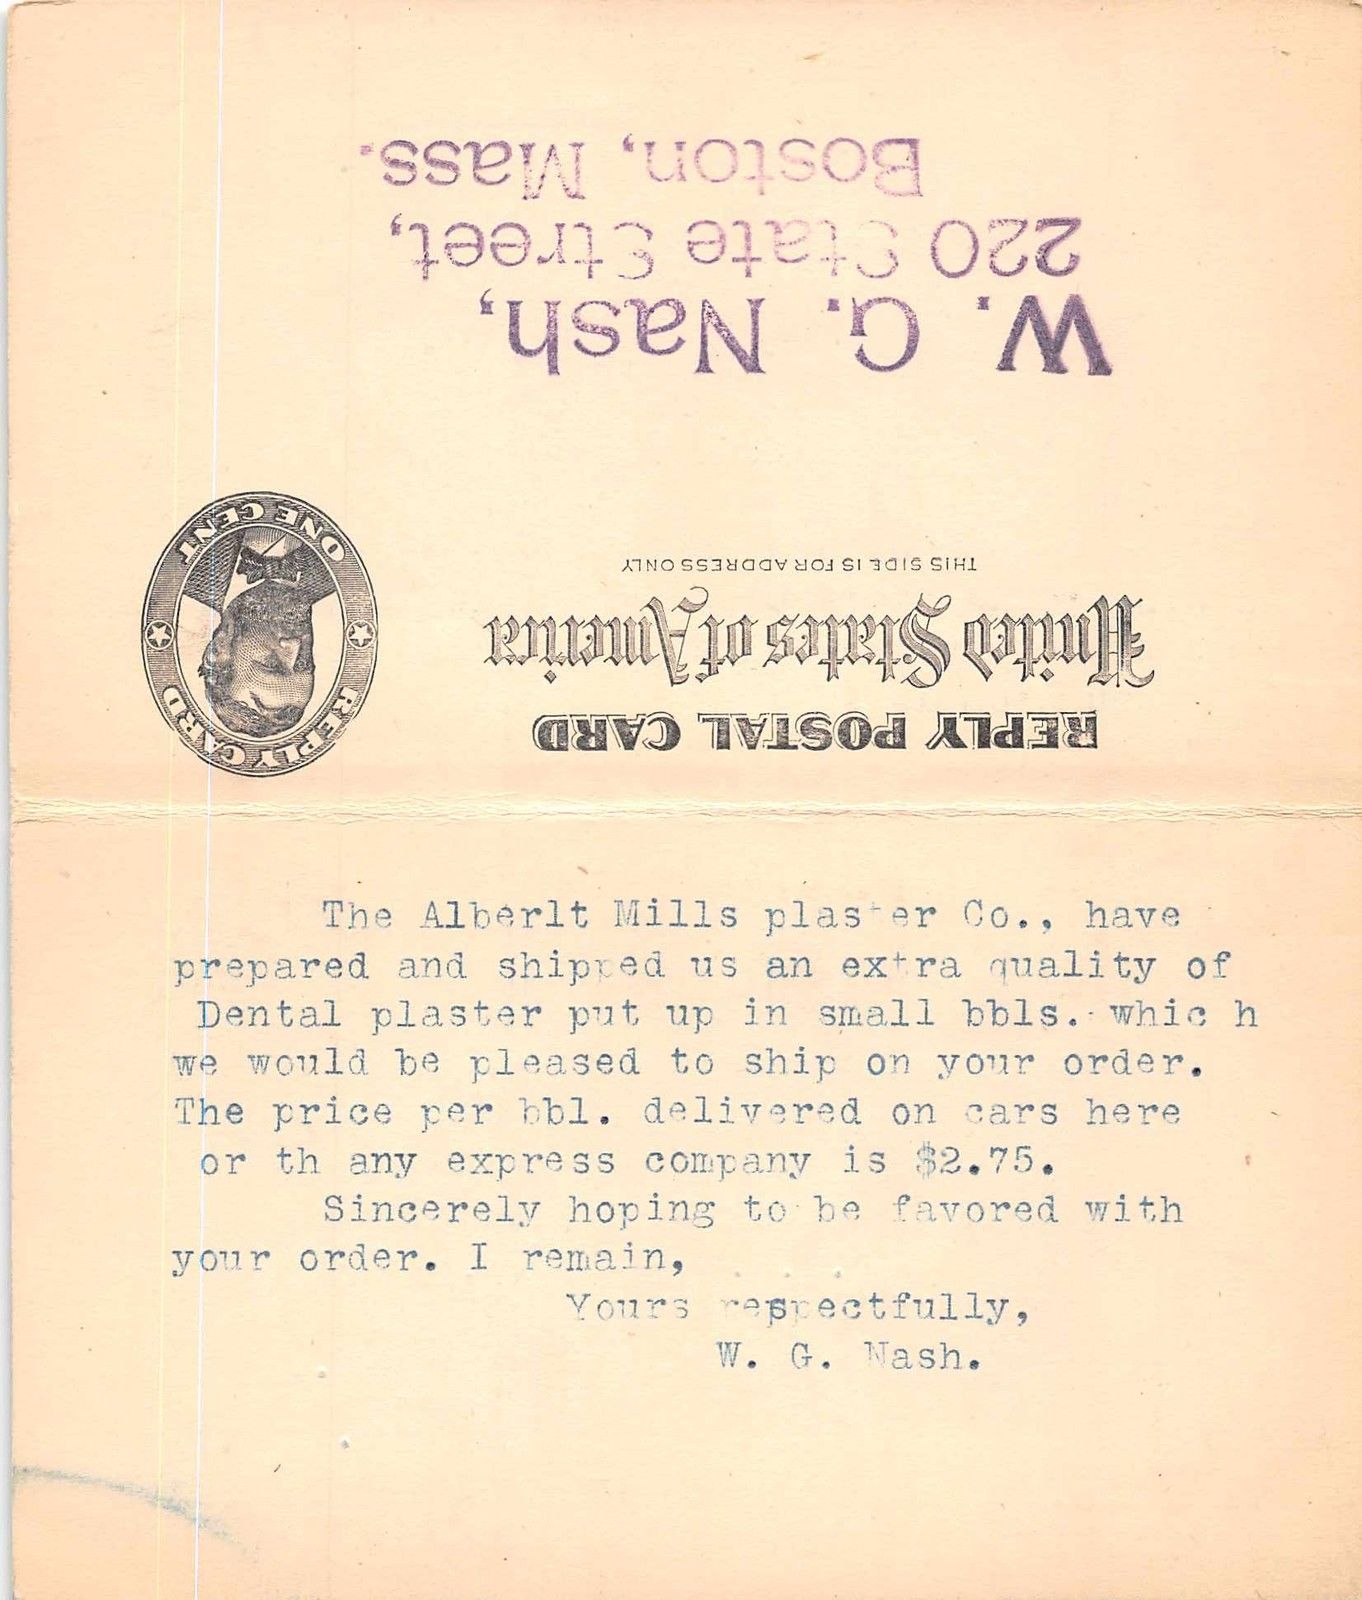 W. G. Nash,
220 State Street,
Boston, Mass.
REPLY POSTAL CARD
United States of America
THIS SIDE IS FOR ADDRESS ONLY
REPLY CARD
ONE CENT
The Alberlt Mills plaster Co., have
prepared and shipped us an extra quality of
Dental plaster put up in small bbls. whic h
we would be pleased to ship on your order.
The price per bbl. delivered on cars here
or th any express company is $2.75.
Sincerely hoping to be favored with
your order. I remain,
Yours respectfully,
W. G. Nash.